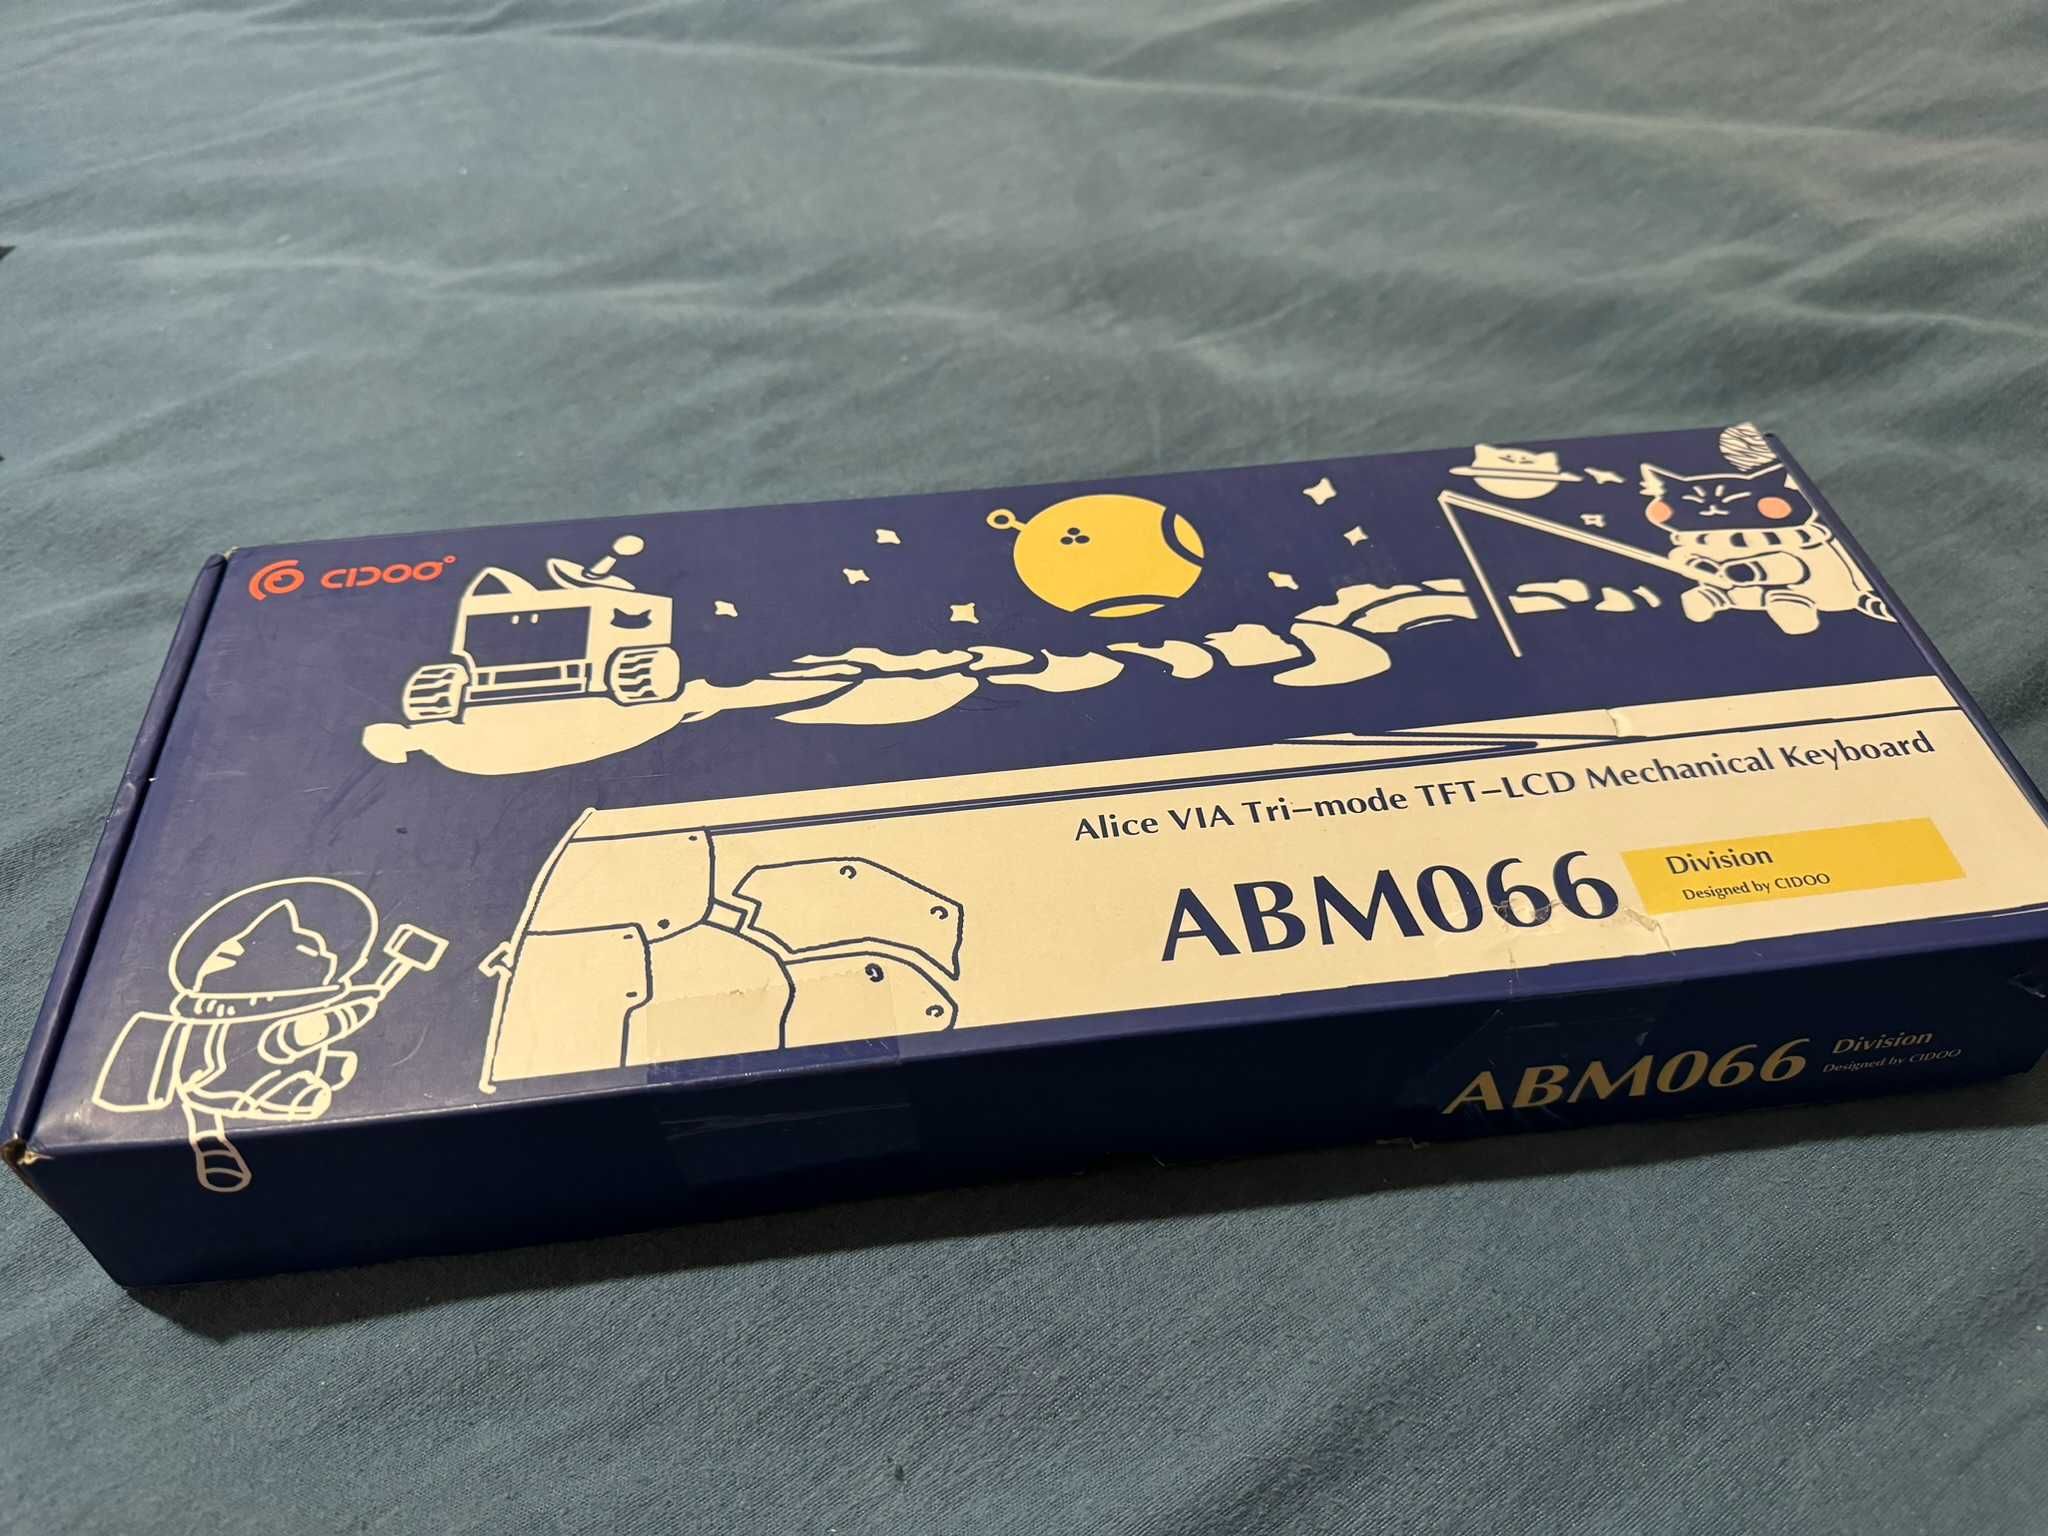 CIDOO
Alice VIA Tri-mode TFT-LCD Mechanical Keyboard
ABM066
Division
Designed by CIDOO
ABM066
Division
Designed by CIDOO